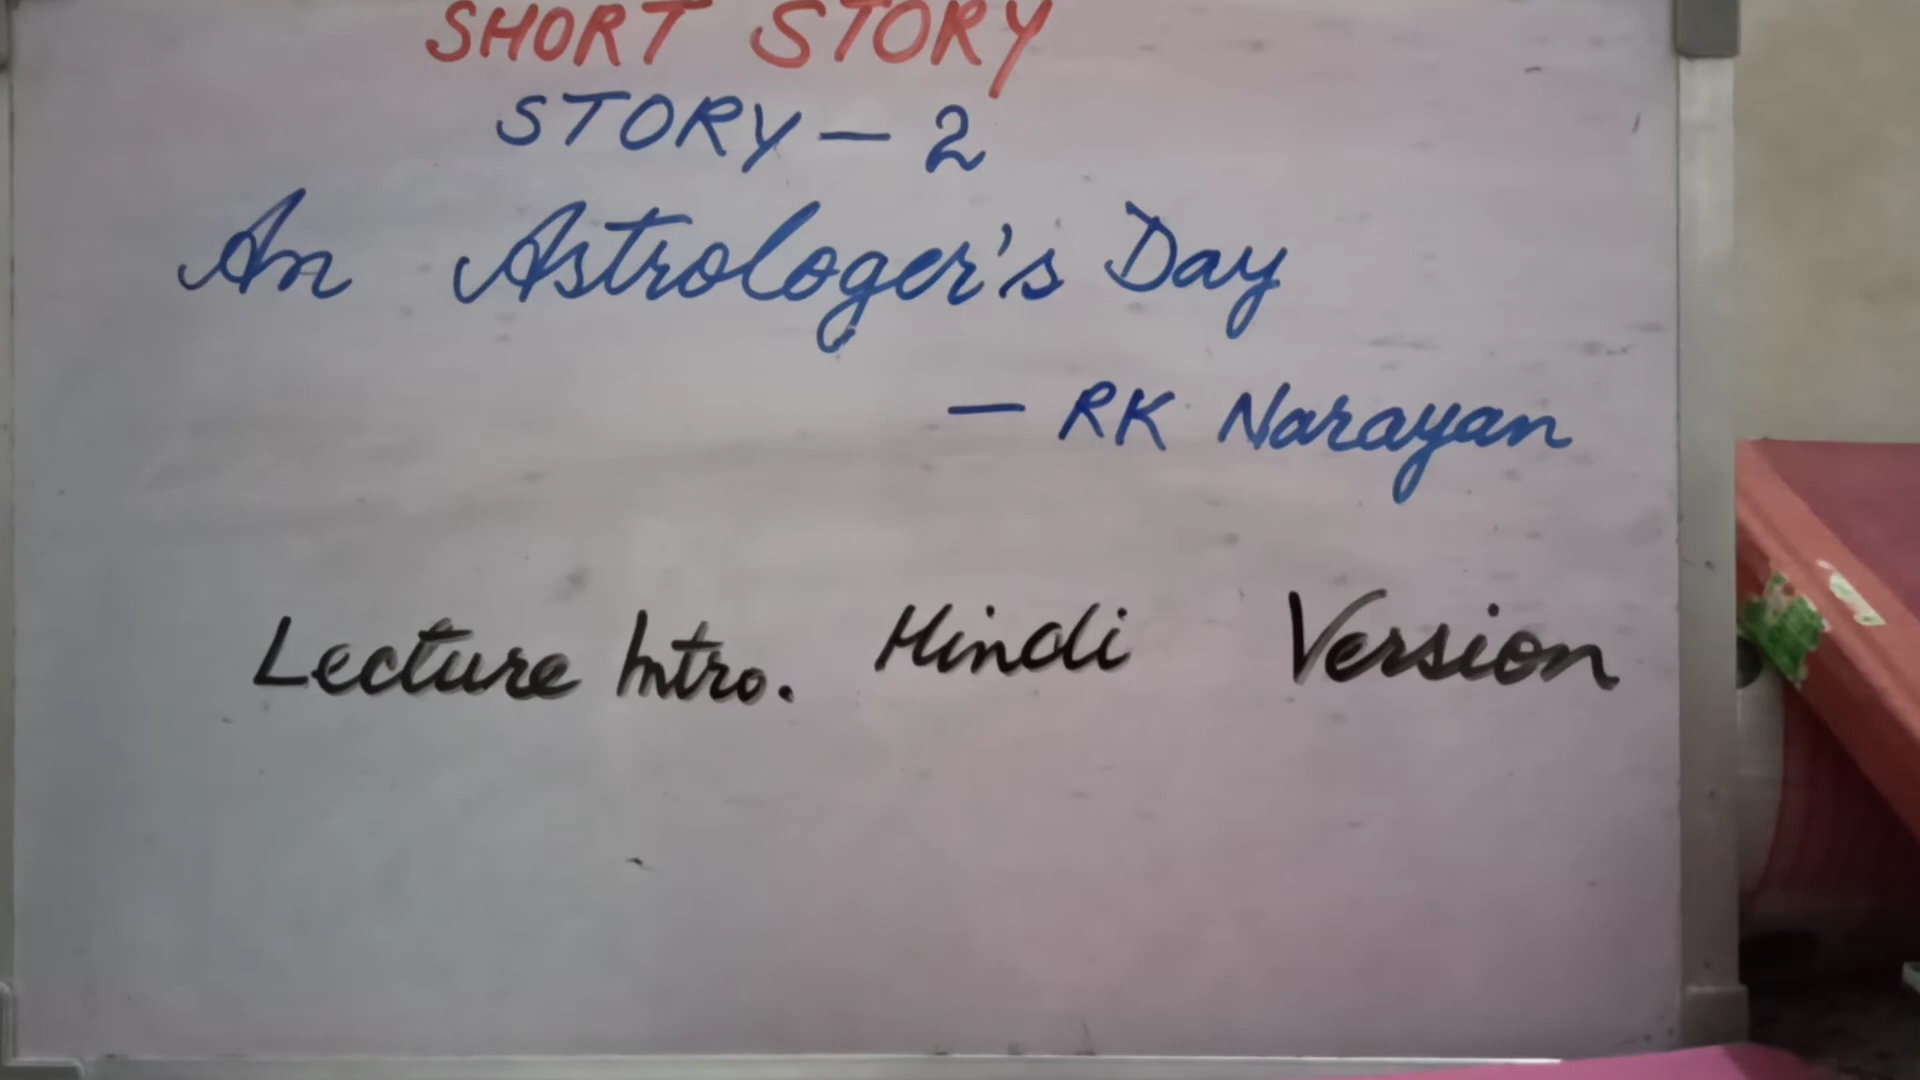 SHORT STORY
STORY - 2
An Astrologer's Day
- RK Narayan
Lecture Intro. Hindi Version